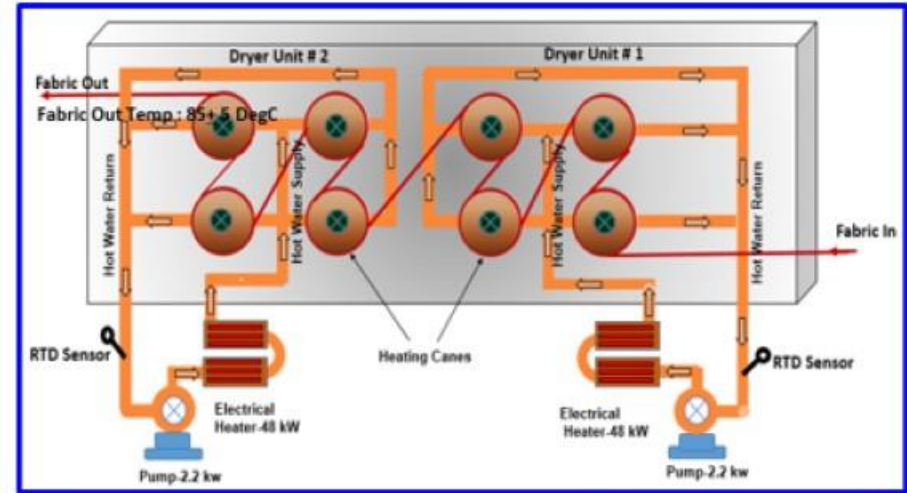 Dryer Unit # 2
Dryer Unit # 1
Fabric Out
Fabric Out Temp : 85± 5 DegC
Hot Water Return
Hot Water Supply
Hot Water Supply
Hot Water Return
Fabric In
RTD Sensor
Heating Canes
RTD Sensor
Electrical
Heater-48 kW
Electrical
Heater-48 kW
Pump-2.2 kw
Pump-2.2 kw